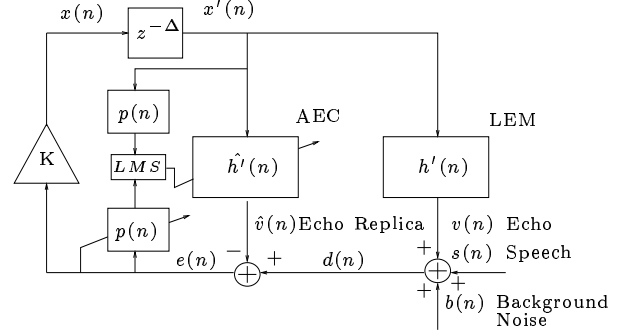 x(n)
x′(n)
z^{−Δ}
AEC
LEM
p(n)
K
LMS
ĥ′(n)
h′(n)
p(n)
v̂(n) Echo Replica
v(n) Echo
s(n) Speech
e(n)
−
+
d(n)
+
+
+
+
+
b(n) Background
Noise